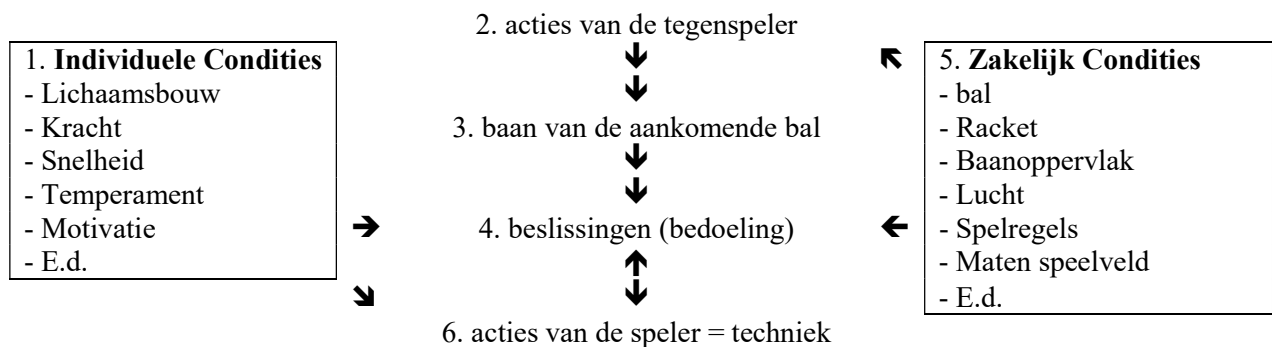 2. acties van de tegenspeler
1. Individuele Condities
- Lichaamsbouw
- Kracht
- Snelheid
- Temperament
- Motivatie
- E.d.
3. baan van de aankomende bal
4. beslissingen (bedoeling)
6. acties van de speler = techniek
5. Zakelijk Condities
- bal
- Racket
- Baanoppervlak
- Lucht
- Spelregels
- Maten speelveld
- E.d.